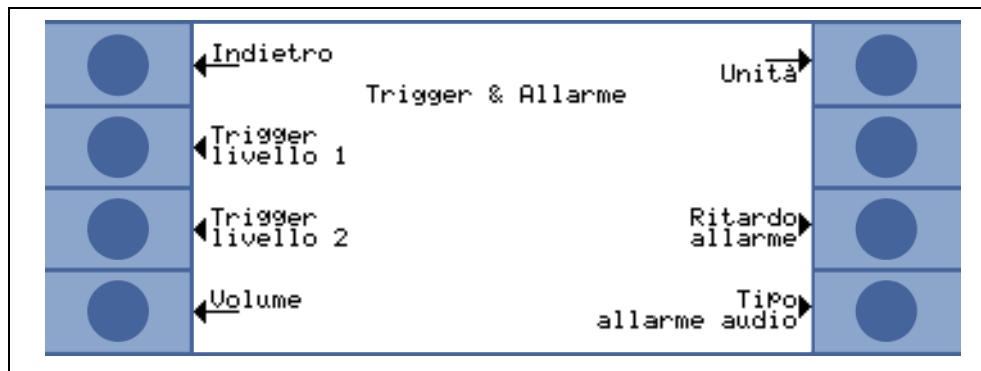 Indietro
Unità
Trigger & Allarme
Trigger
livello 1
Trigger
livello 2
Ritardo
allarme
Volume
Tipo
allarme audio